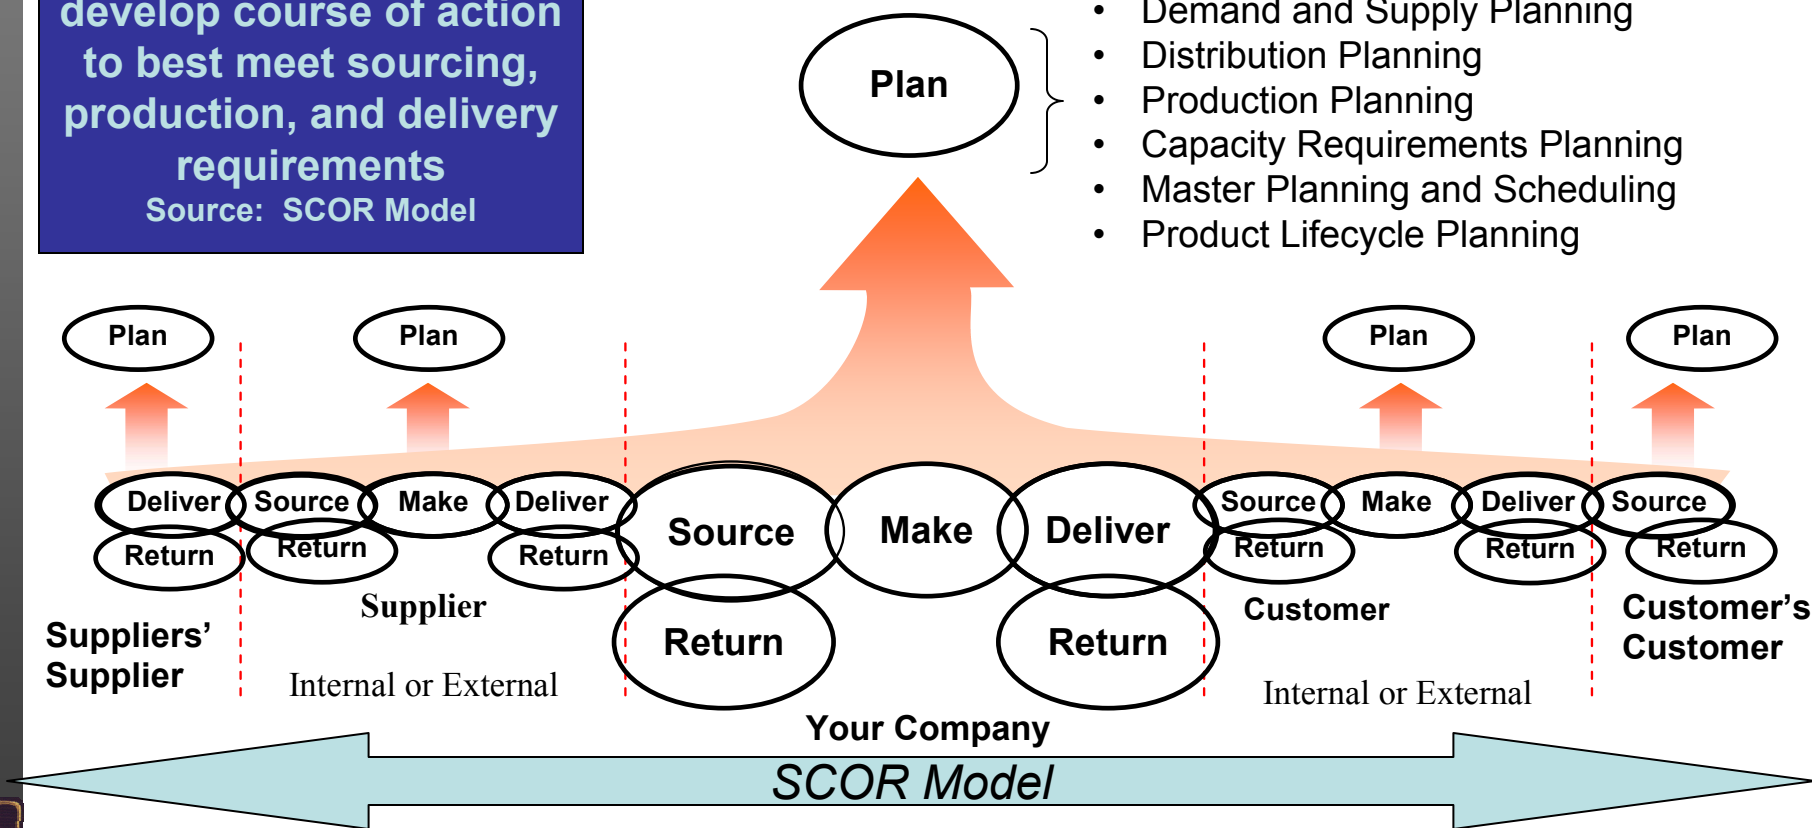 develop course of action
to best meet sourcing,
production, and delivery
requirements
Source: SCOR Model
Plan
• Demand and Supply Planning
• Distribution Planning
• Production Planning
• Capacity Requirements Planning
• Master Planning and Scheduling
• Product Lifecycle Planning
Plan
Plan
Plan
Plan
Deliver
Source
Make
Deliver
Source
Make
Deliver
Source
Make
Deliver
Source
Return
Return
Return
Return
Return
Return
Return
Return
Suppliers’
Supplier
Supplier
Internal or External
Customer
Internal or External
Customer’s
Customer
Your Company
SCOR Model